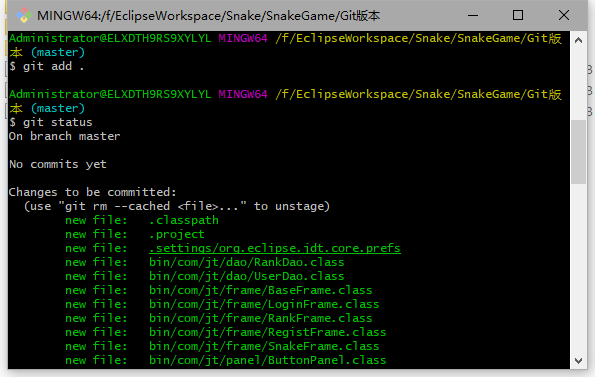 MINGW64:/f/EclipseWorkspace/Snake/SnakeGame/Git版本
Administrator@ELXDTH9RS9XYLYL MINGW64 /f/EclipseWorkspace/Snake/SnakeGame/Git版
本 (master)
$ git add .
Administrator@ELXDTH9RS9XYLYL MINGW64 /f/EclipseWorkspace/Snake/SnakeGame/Git版
本 (master)
$ git status
On branch master
No commits yet
Changes to be committed:
(use "git rm --cached <file>..." to unstage)
new file: .classpath
new file: .project
new file: .settings/org.eclipse.jdt.core.prefs
new file: bin/com/jt/dao/RankDao.class
new file: bin/com/jt/dao/UserDao.class
new file: bin/com/jt/frame/BaseFrame.class
new file: bin/com/jt/frame/LoginFrame.class
new file: bin/com/jt/frame/RankFrame.class
new file: bin/com/jt/frame/RegistFrame.class
new file: bin/com/jt/frame/SnakeFrame.class
new file: bin/com/jt/panel/ButtonPanel.class